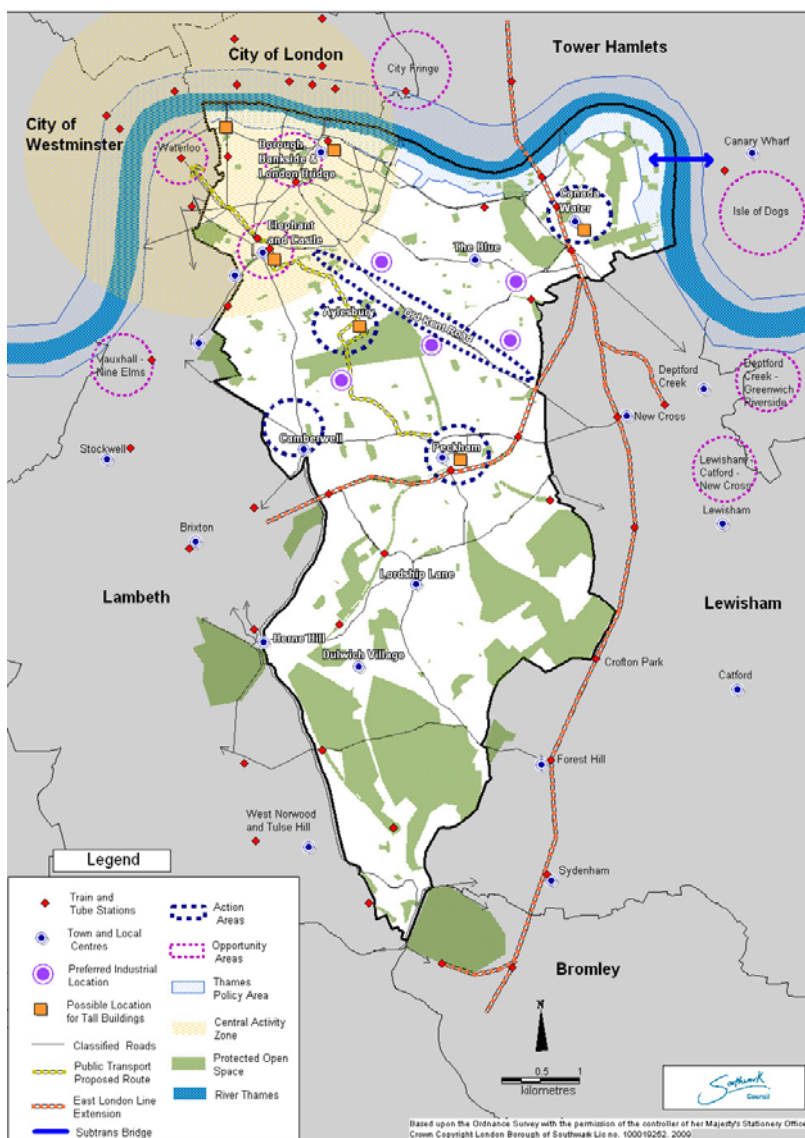 City of London
Tower Hamlets
City Fringe
City of
Westminster
Waterloo
Borough,
Bankside &
London Bridge
Canary Wharf
Canada
Water
Isle of Dogs
Elephant
and Castle
The Blue
Aylesbury
Old Kent Road
Vauxhall -
Nine Elms
Deptford
Creek
Deptford
Creek -
Greenwich
Riverside
New Cross
Camberwell
Peckham
Stockwell
Lewisham -
Catford -
New Cross
Lewisham
Brixton
Lordship Lane
Lambeth
Lewisham
Herne Hill
Dulwich Village
Crofton Park
Catford
Forest Hill
West Norwood
and Tulse Hill
Sydenham
Bromley
Legend
Train and
Tube Stations
Town and Local
Centres
Preferred Industrial
Location
Possible Location
for Tall Buildings
Classified Roads
Public Transport
Proposed Route
East London Line
Extension
Subtrans Bridge
Action
Areas
Opportunity
Areas
Thames
Policy Area
Central Activity
Zone
Protected Open
Space
River Thames
N
0 0.5 1
kilometres
Southwark
Council
Based upon the Ordnance Survey with the permission of the controller of her Majesty's Stationery Office
Crown Copyright London Borough of Southwark Lic no. 100019252. 2009